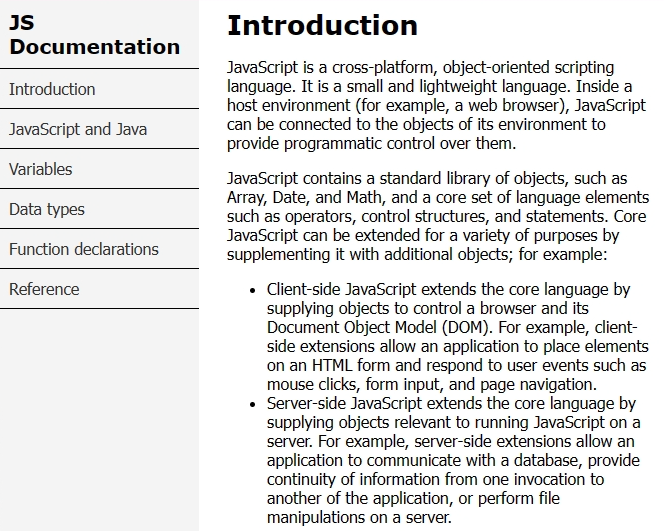 JS
Documentation
Introduction
JavaScript and Java
Variables
Data types
Function declarations
Reference
Introduction
JavaScript is a cross-platform, object-oriented scripting
language. It is a small and lightweight language. Inside a
host environment (for example, a web browser), JavaScript
can be connected to the objects of its environment to
provide programmatic control over them.
JavaScript contains a standard library of objects, such as
Array, Date, and Math, and a core set of language elements
such as operators, control structures, and statements. Core
JavaScript can be extended for a variety of purposes by
supplementing it with additional objects; for example:
• Client-side JavaScript extends the core language by
supplying objects to control a browser and its
Document Object Model (DOM). For example, client-
side extensions allow an application to place elements
on an HTML form and respond to user events such as
mouse clicks, form input, and page navigation.
• Server-side JavaScript extends the core language by
supplying objects relevant to running JavaScript on a
server. For example, server-side extensions allow an
application to communicate with a database, provide
continuity of information from one invocation to
another of the application, or perform file
manipulations on a server.